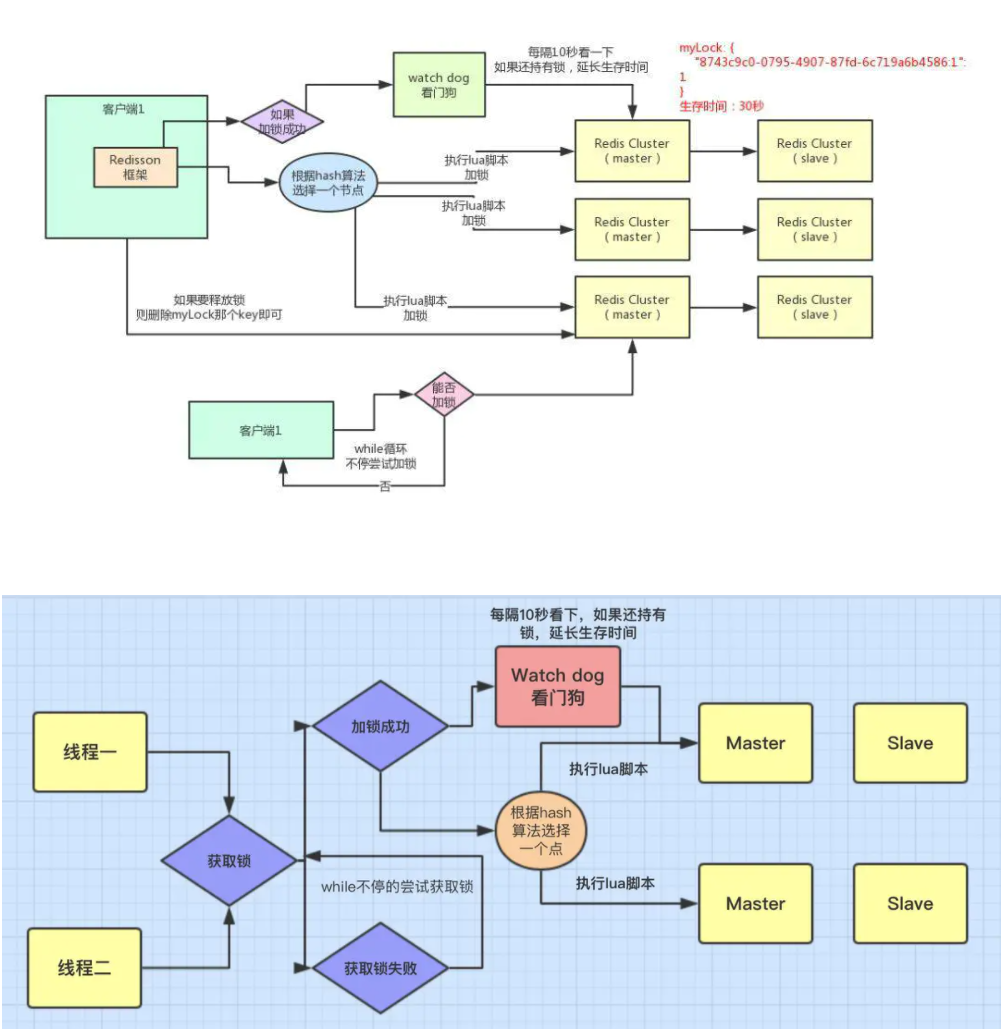 每隔10秒看一下
如果还持有锁，延长生存时间
myLock: {
"8743c9c0-0795-4907-87fd-6c719a6b4586:1":
1
}
生存时间：30秒
watch dog
看门狗
客户端1
如果
加锁成功
Redisson
框架
根据hash算法
选择一个节点
执行lua脚本
加锁
Redis Cluster
（master）
Redis Cluster
（slave）
执行lua脚本
加锁
Redis Cluster
（master）
Redis Cluster
（slave）
如果要释放锁
则删除myLock那个key即可
执行lua脚本
加锁
Redis Cluster
（master）
Redis Cluster
（slave）
能否
加锁
客户端1
while循环
不停尝试加锁
否
每隔10秒看下，如果还持有
锁，延长生存时间
Watch dog
看门狗
线程一
加锁成功
Master
Slave
执行lua脚本
根据hash
算法选择
一个点
获取锁
while不停的尝试获取锁
执行lua脚本
Master
Slave
线程二
获取锁失败